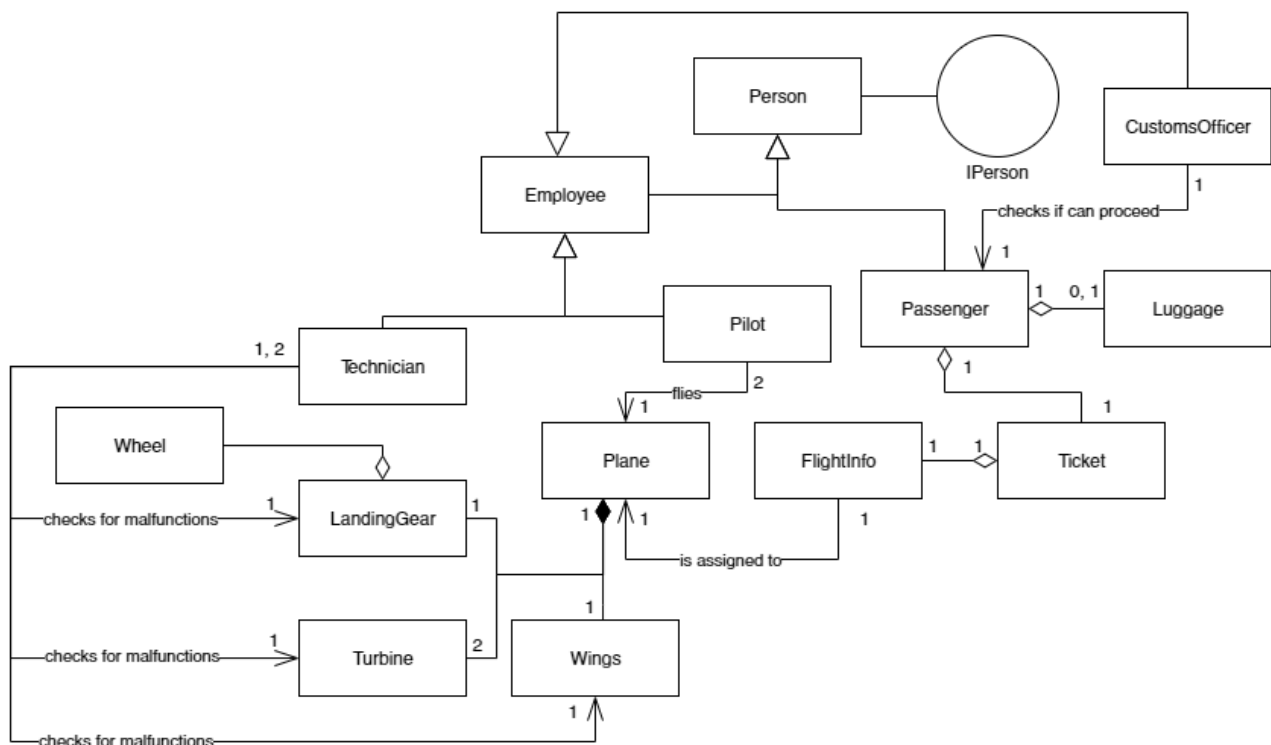 Person
IPerson
CustomsOfficer
1
checks if can proceed
1
Employee
Passenger
1
0, 1
Luggage
1
1
Pilot
2
flies
1
1, 2
Technician
Wheel
Plane
FlightInfo
1
1
Ticket
1
1
1
is assigned to
checks for malfunctions
1
LandingGear
1
checks for malfunctions
1
Turbine
2
1
Wings
1
checks for malfunctions